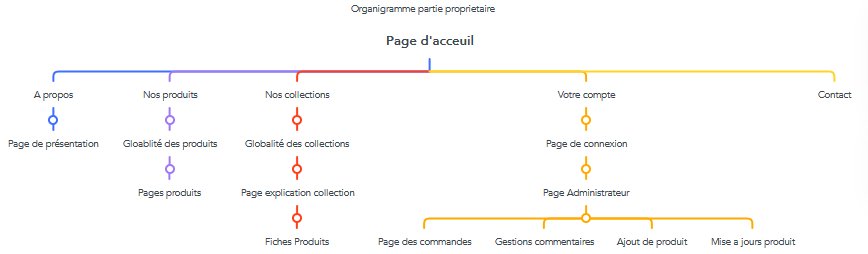 Organigramme partie proprietaire
Page d'acceuil
A propos
Nos produits
Nos collections
Votre compte
Contact
Page de présentation
Gloablité des produits
Globalité des collections
Page de connexion
Pages produits
Page explication collection
Page Administrateur
Fiches Produits
Page des commandes
Gestions commentaires
Ajout de produit
Mise a jours produit